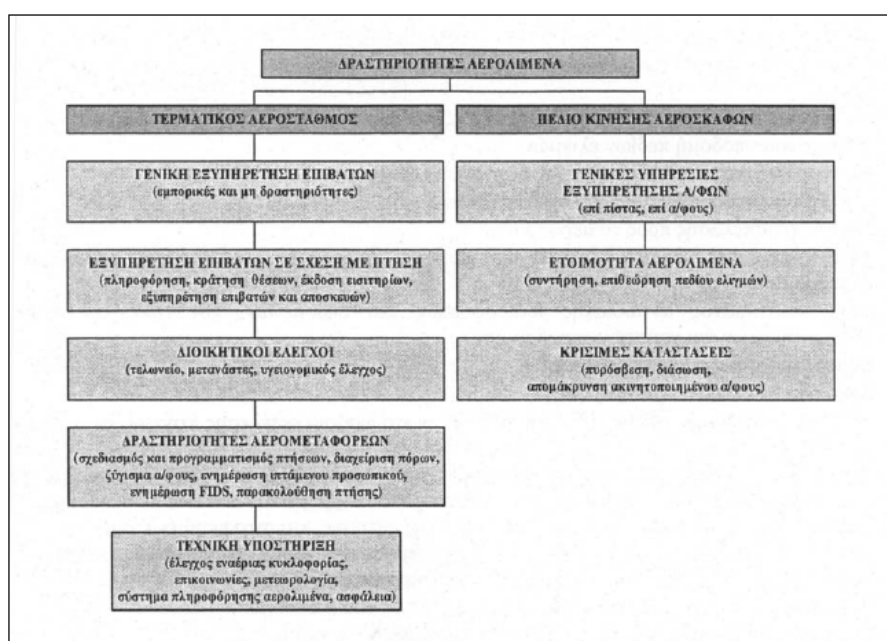 ΔΡΑΣΤΗΡΙΟΤΗΤΕΣ ΑΕΡΟΛΙΜΕΝΑ
ΤΕΡΜΑΤΙΚΟΣ ΑΕΡΟΣΤΑΘΜΟΣ
ΓΕΝΙΚΗ ΕΞΥΠΗΡΕΤΗΣΗ ΕΠΙΒΑΤΩΝ
(εμπορικές και μη δραστηριότητες)
ΕΞΥΠΗΡΕΤΗΣΗ ΕΠΙΒΑΤΩΝ ΣΕ ΣΧΕΣΗ ΜΕ ΠΤΗΣΗ
(πληροφόρηση, κράτηση θέσεων, έκδοση εισιτηρίων,
εξυπηρέτηση επιβατών και αποσκευών)
ΔΙΟΙΚΗΤΙΚΟΙ ΕΛΕΓΧΟΙ
(τελωνείο, μετανάστες, υγειονομικός έλεγχος)
ΔΡΑΣΤΗΡΙΟΤΗΤΕΣ ΑΕΡΟΜΕΤΑΦΟΡΕΩΝ
(σχεδιασμός και προγραμματισμός πτήσεων, διαχείριση πόρων,
ζύγισμα α/φους, ενημέρωση ιπτάμενου προσωπικού,
ενημέρωση FIDS, παρακολούθηση πτήσης)
ΤΕΧΝΙΚΗ ΥΠΟΣΤΗΡΙΞΗ
(έλεγχος εναέριας κυκλοφορίας,
επικοινωνίες, μετεωρολογία,
σύστημα πληροφόρησης αερολιμένα, ασφάλεια)
ΠΕΔΙΟ ΚΙΝΗΣΗΣ ΑΕΡΟΣΚΑΦΩΝ
ΓΕΝΙΚΕΣ ΥΠΗΡΕΣΙΕΣ
ΕΞΥΠΗΡΕΤΗΣΗΣ Α/ΦΩΝ
(επί πίστας, επί α/φους)
ΕΤΟΙΜΟΤΗΤΑ ΑΕΡΟΛΙΜΕΝΑ
(συντήρηση, επιθεώρηση πεδίου ελιγμών)
ΚΡΙΣΙΜΕΣ ΚΑΤΑΣΤΑΣΕΙΣ
(πυρόσβεση, διάσωση,
απομάκρυνση ακινητοποιημένου α/φους)